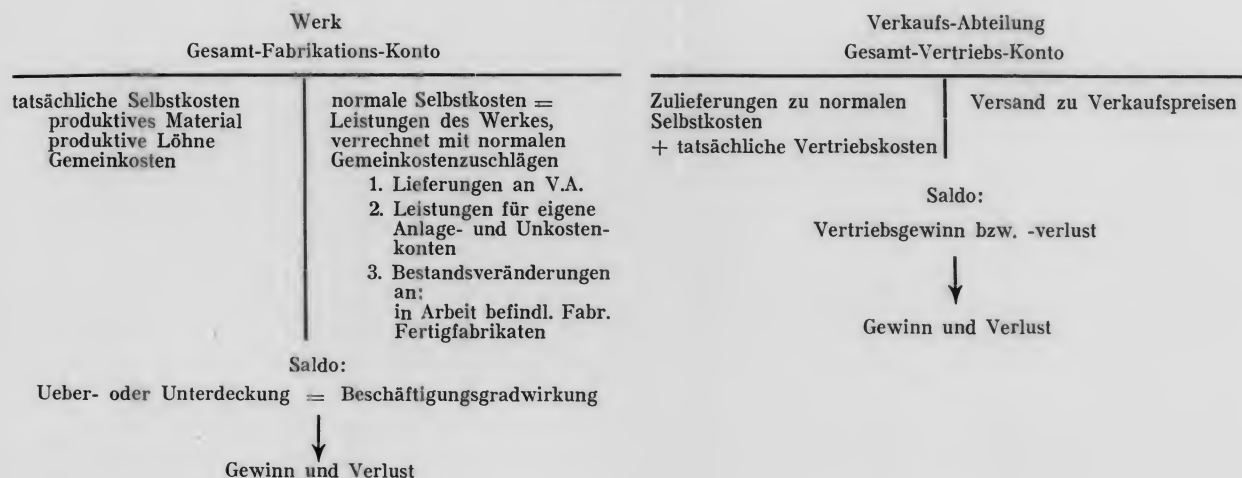 Werk
Gesamt-Fabrikations-Konto
tatsächliche Selbstkosten
produktives Material
produktive Löhne
Gemeinkosten
normale Selbstkosten =
Leistungen des Werkes,
verrechnet mit normalen
Gemeinkostenzuschlägen
1. Lieferungen an V.A.
2. Leistungen für eigene
Anlage- und Unkosten-
konten
3. Bestandsveränderungen
an:
in Arbeit befindl. Fabr.
Fertigfabrikaten
Saldo:
Ueber- oder Unterdeckung = Beschäftigungsgradwirkung
Gewinn und Verlust
Verkaufs-Abteilung
Gesamt-Vertriebs-Konto
Zulieferungen zu normalen
Selbstkosten
+ tatsächliche Vertriebskosten
Versand zu Verkaufspreisen
Saldo:
Vertriebsgewinn bzw. -verlust
Gewinn und Verlust